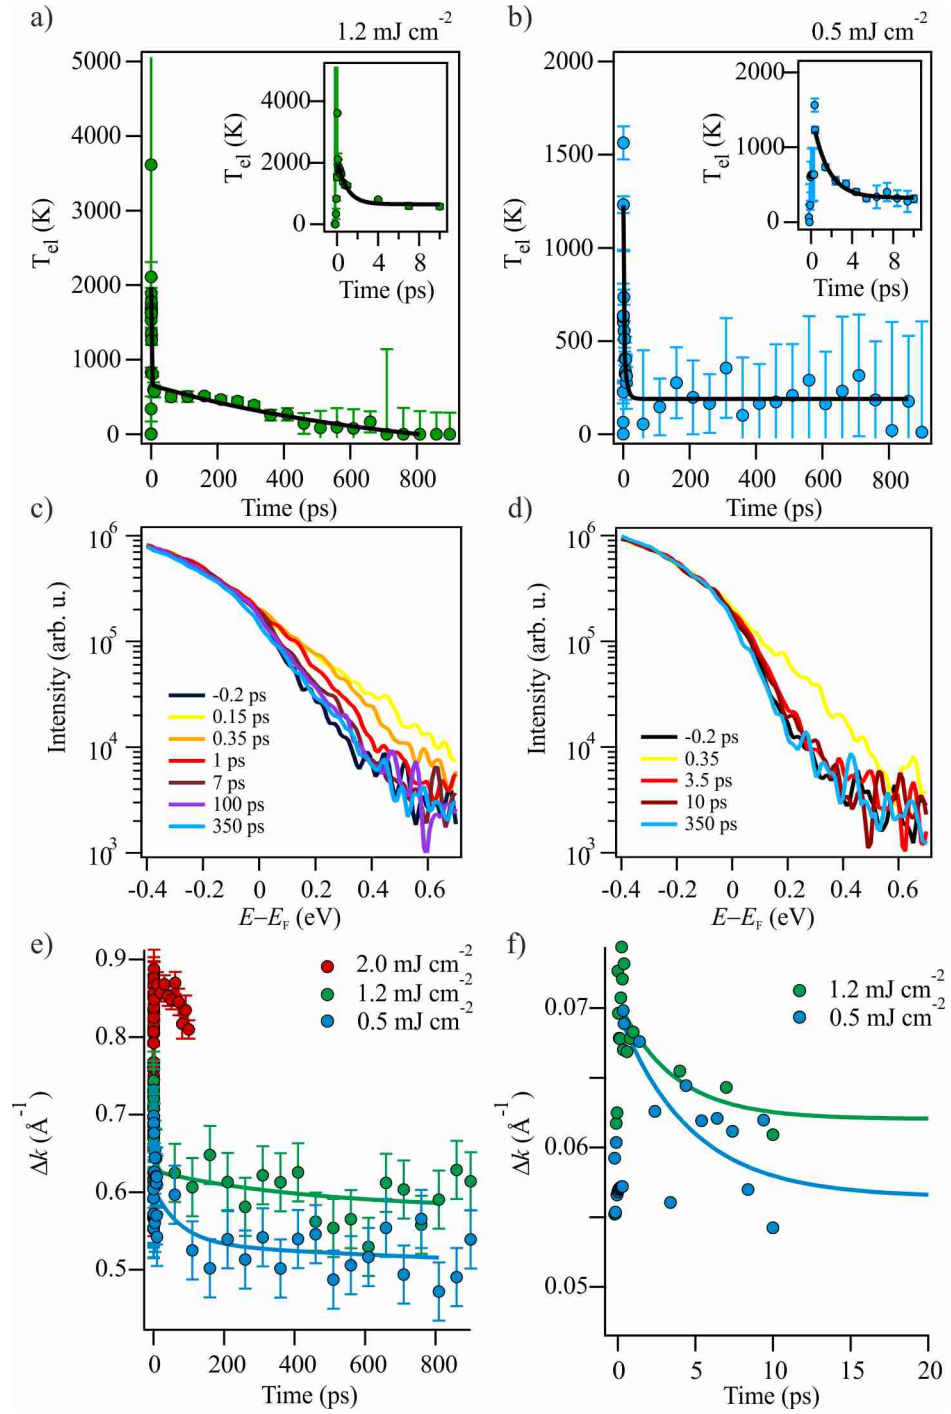 a) 1.2 mJ cm-2
b) 0.5 mJ cm-2
5000
4000
3000
2000
1000
0
Tel (K)
0 200 400 600 800
Time (ps)
4000
2000
0
Tel (K)
0 4 8
Time (ps)
2000
1500
1000
500
0
Tel (K)
0 200 400 600 800
Time (ps)
2000
1000
0
Tel (K)
0 4 8
Time (ps)
c)
10^6
10^5
10^4
10^3
Intensity (arb. u.)
-0.2 ps
0.15 ps
0.35 ps
1 ps
7 ps
100 ps
350 ps
-0.4 -0.2 0 0.2 0.4 0.6
E–EF (eV)
d)
10^6
10^5
10^4
10^3
Intensity (arb. u.)
-0.2 ps
0.35
3.5 ps
10 ps
350 ps
-0.4 -0.2 0 0.2 0.4 0.6
E–EF (eV)
e)
2.0 mJ cm-2
1.2 mJ cm-2
0.5 mJ cm-2
0.9
0.8
0.7
0.6
0.5
Δk (Å-1)
0 200 400 600 800
Time (ps)
f)
1.2 mJ cm-2
0.5 mJ cm-2
0.07
0.06
0.05
Δk (Å-1)
0 5 10 15 20
Time (ps)